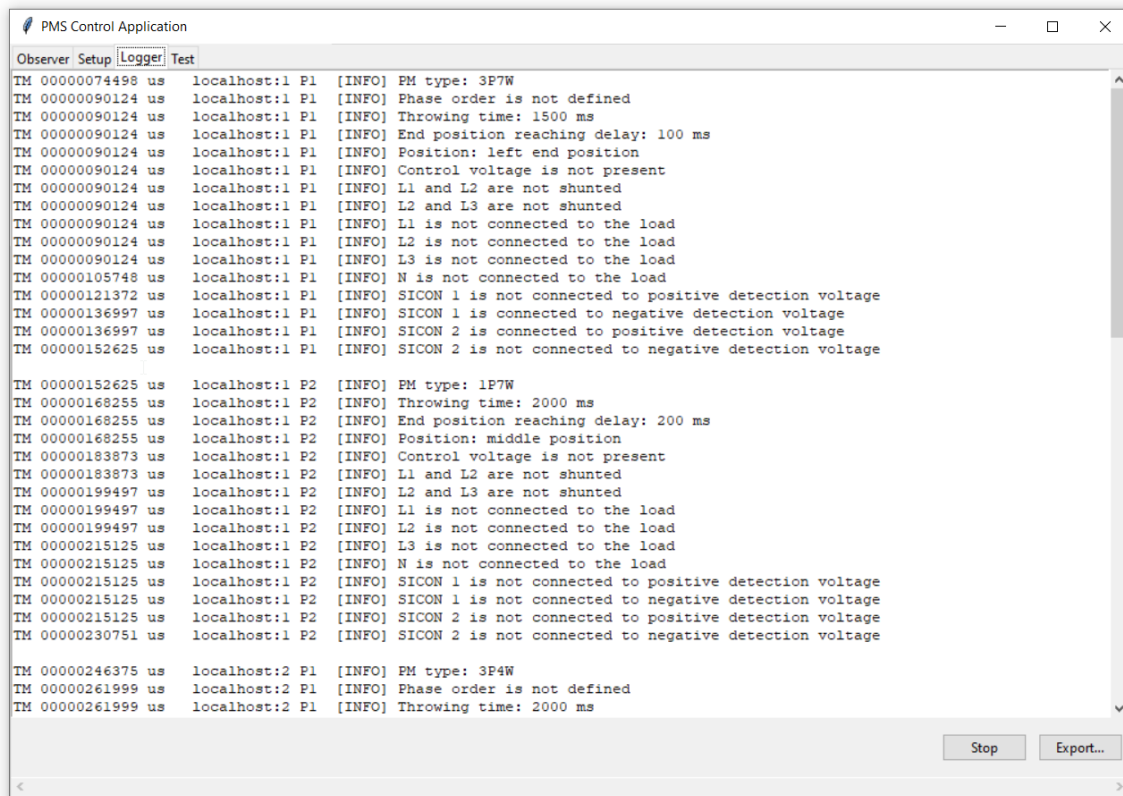 PMS Control Application
Observer Setup Logger Test
TM 00000074498 us localhost:1 P1 [INFO] PM type: 3P7W
TM 00000090124 us localhost:1 P1 [INFO] Phase order is not defined
TM 00000090124 us localhost:1 P1 [INFO] Throwing time: 1500 ms
TM 00000090124 us localhost:1 P1 [INFO] End position reaching delay: 100 ms
TM 00000090124 us localhost:1 P1 [INFO] Position: left end position
TM 00000090124 us localhost:1 P1 [INFO] Control voltage is not present
TM 00000090124 us localhost:1 P1 [INFO] L1 and L2 are not shunted
TM 00000090124 us localhost:1 P1 [INFO] L2 and L3 are not shunted
TM 00000090124 us localhost:1 P1 [INFO] L1 is not connected to the load
TM 00000090124 us localhost:1 P1 [INFO] L2 is not connected to the load
TM 00000090124 us localhost:1 P1 [INFO] L3 is not connected to the load
TM 00000105748 us localhost:1 P1 [INFO] N is not connected to the load
TM 00000121372 us localhost:1 P1 [INFO] SICON 1 is not connected to positive detection voltage
TM 00000136997 us localhost:1 P1 [INFO] SICON 1 is connected to negative detection voltage
TM 00000136997 us localhost:1 P1 [INFO] SICON 2 is connected to positive detection voltage
TM 00000152625 us localhost:1 P1 [INFO] SICON 2 is not connected to negative detection voltage
TM 00000152625 us localhost:1 P2 [INFO] PM type: 1P7W
TM 00000168255 us localhost:1 P2 [INFO] Throwing time: 2000 ms
TM 00000168255 us localhost:1 P2 [INFO] End position reaching delay: 200 ms
TM 00000168255 us localhost:1 P2 [INFO] Position: middle position
TM 00000183873 us localhost:1 P2 [INFO] Control voltage is not present
TM 00000183873 us localhost:1 P2 [INFO] L1 and L2 are not shunted
TM 00000199497 us localhost:1 P2 [INFO] L2 and L3 are not shunted
TM 00000199497 us localhost:1 P2 [INFO] L1 is not connected to the load
TM 00000199497 us localhost:1 P2 [INFO] L2 is not connected to the load
TM 00000215125 us localhost:1 P2 [INFO] L3 is not connected to the load
TM 00000215125 us localhost:1 P2 [INFO] N is not connected to the load
TM 00000215125 us localhost:1 P2 [INFO] SICON 1 is not connected to positive detection voltage
TM 00000215125 us localhost:1 P2 [INFO] SICON 1 is not connected to negative detection voltage
TM 00000215125 us localhost:1 P2 [INFO] SICON 2 is not connected to positive detection voltage
TM 00000230751 us localhost:1 P2 [INFO] SICON 2 is not connected to negative detection voltage
TM 00000246375 us localhost:2 P1 [INFO] PM type: 3P4W
TM 00000261999 us localhost:2 P1 [INFO] Phase order is not defined
TM 00000261999 us localhost:2 P1 [INFO] Throwing time: 2000 ms
Stop Export...